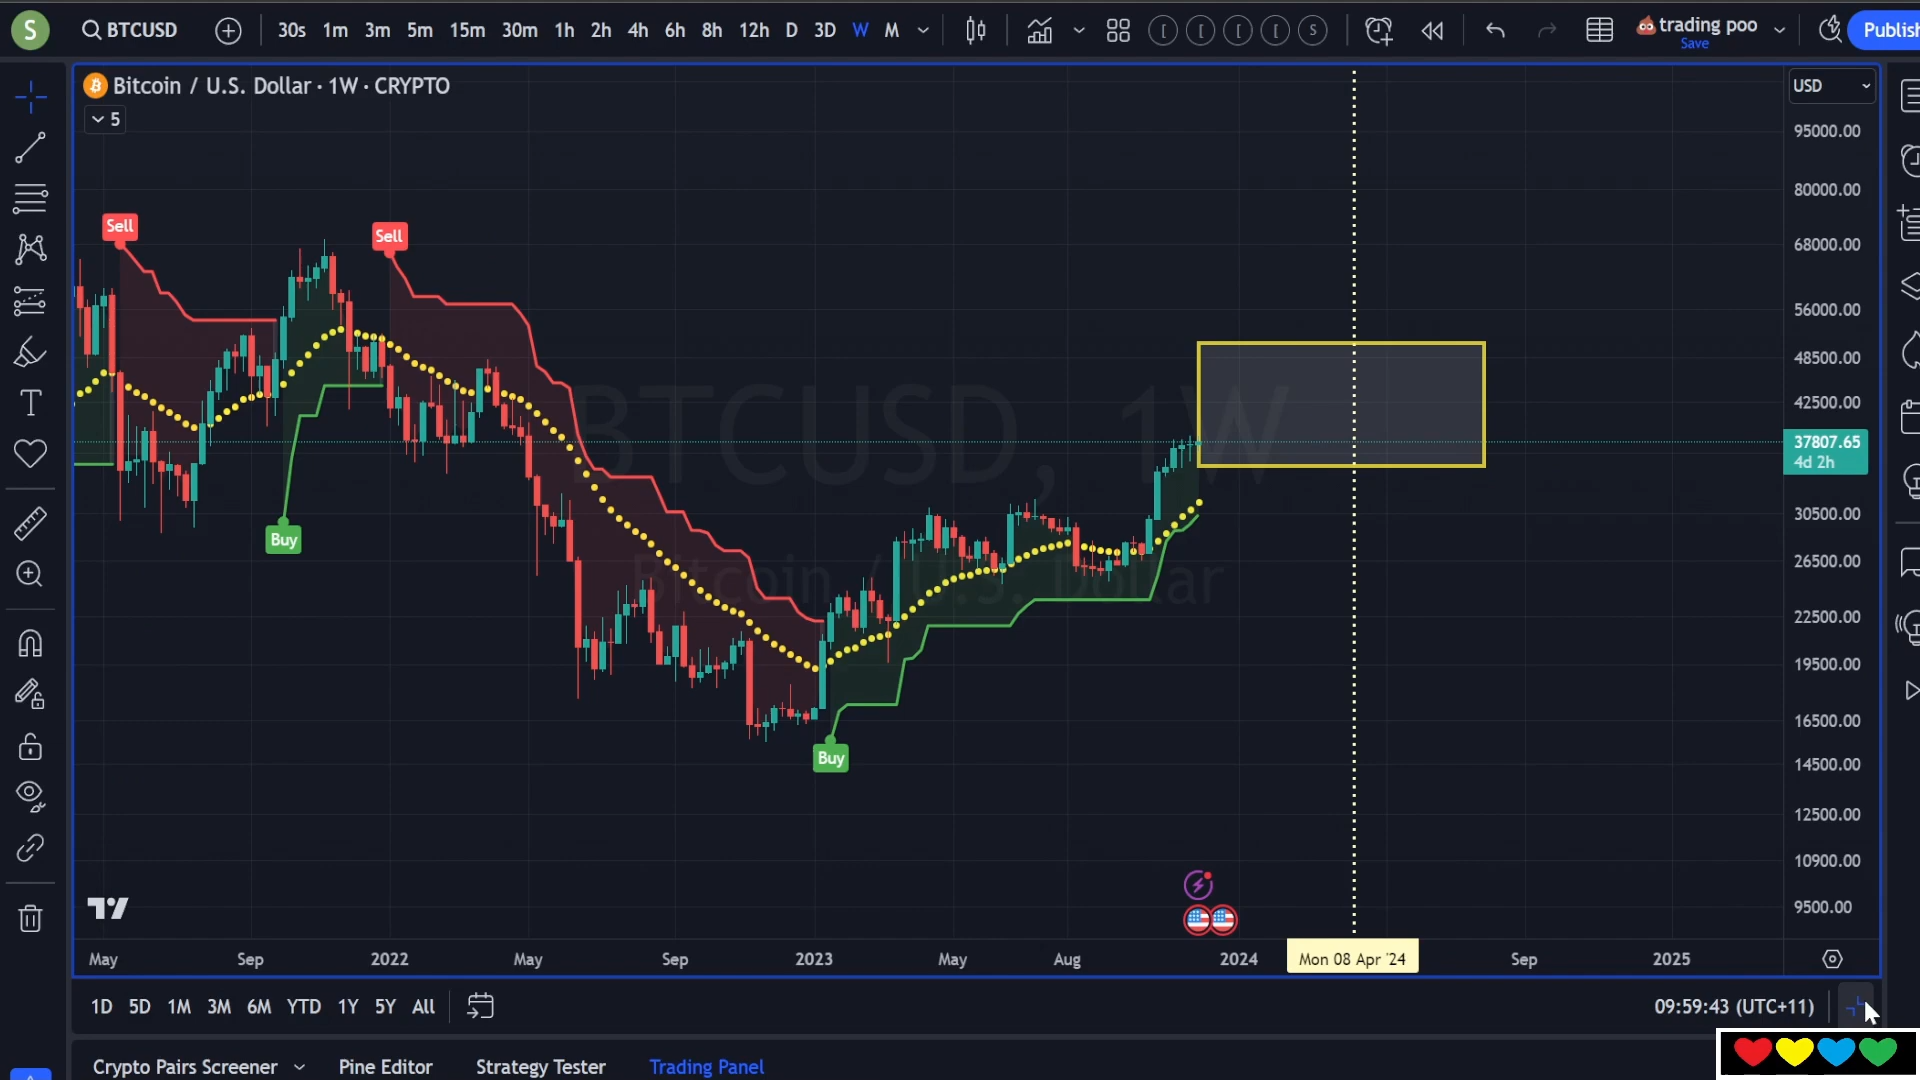 S
BTCUSD
30s 1m 3m 5m 15m 30m 1h 2h 4h 6h 8h 12h D 3D W M
S
trading poo
Save
Publish
Bitcoin / U.S. Dollar · 1W · CRYPTO
5
USD
95000.00
80000.00
68000.00
56000.00
48500.00
42500.00
37807.65
4d 2h
30500.00
26500.00
22500.00
19500.00
16500.00
14500.00
12500.00
10900.00
9500.00
Sell
Sell
Buy
Buy
BTCUSD, 1W
Bitcoin / U.S. Dollar
May Sep 2022 May Sep 2023 May Aug 2024 Mon 08 Apr '24 Sep 2025
1D 5D 1M 3M 6M YTD 1Y 5Y All
09:59:43 (UTC+11)
Crypto Pairs Screener Pine Editor Strategy Tester Trading Panel